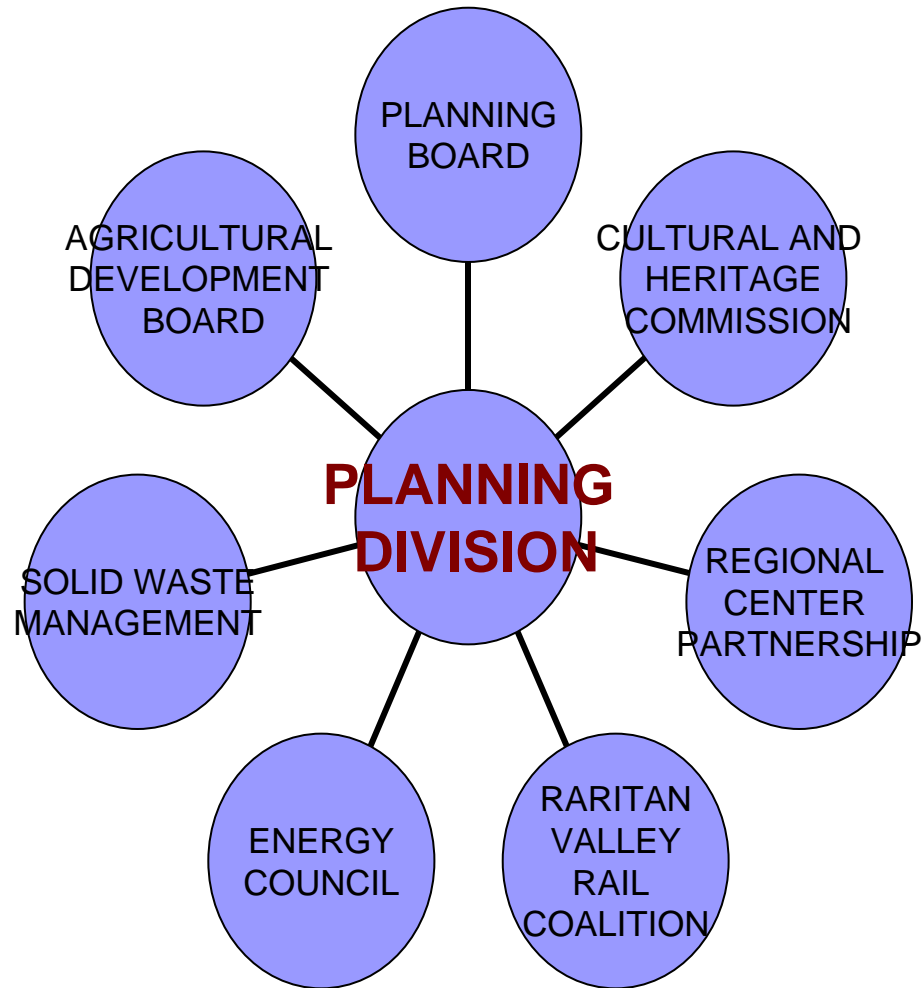 PLANNING
BOARD
AGRICULTURAL
DEVELOPMENT
BOARD
CULTURAL AND
HERITAGE
COMMISSION
PLANNING
DIVISION
SOLID WASTE
MANAGEMENT
REGIONAL
CENTER
PARTNERSHIP
ENERGY
COUNCIL
RARITAN
VALLEY
RAIL
COALITION